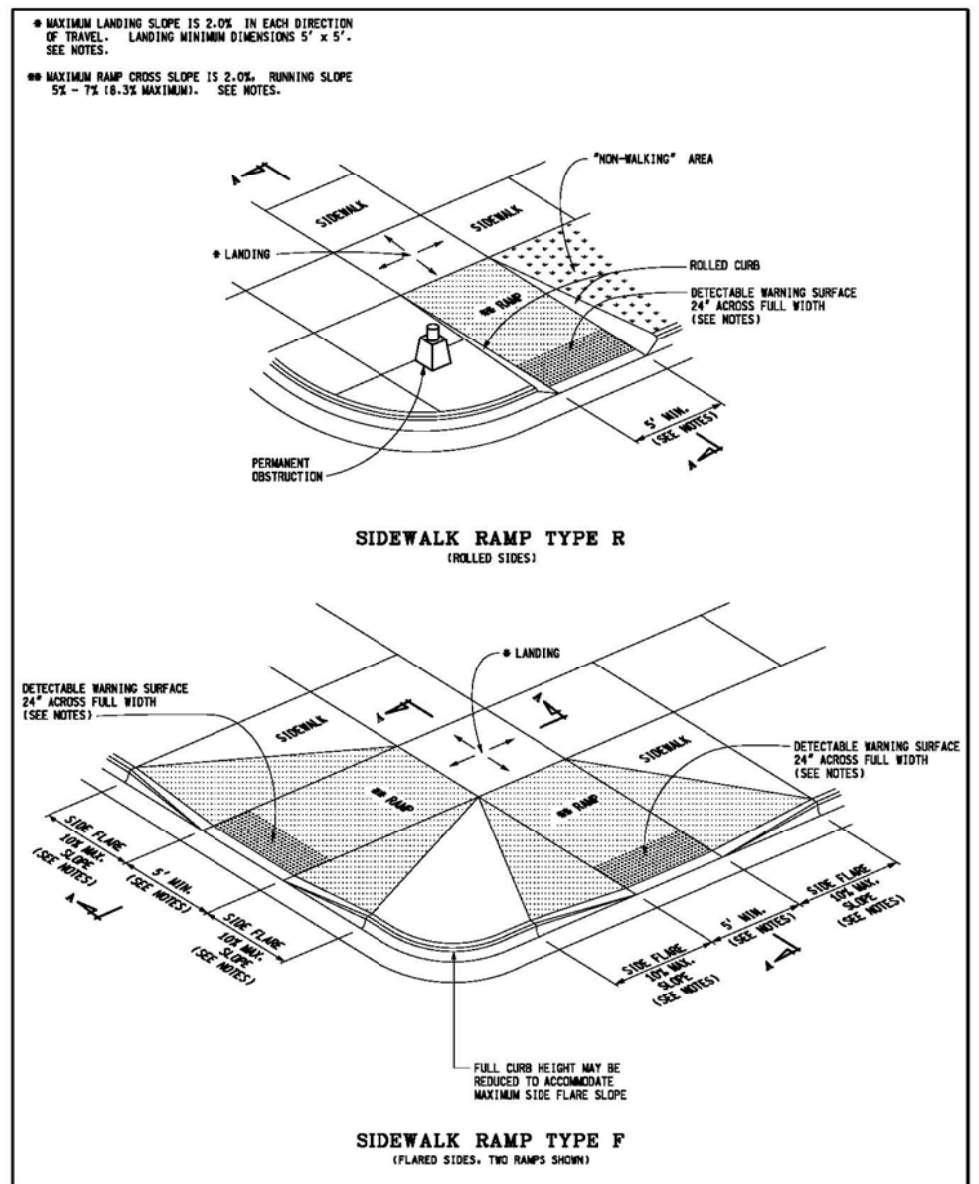 * MAXIMUM LANDING SLOPE IS 2.0% IN EACH DIRECTION
OF TRAVEL. LANDING MINIMUM DIMENSIONS 5' x 5'.
SEE NOTES.
** MAXIMUM RAMP CROSS SLOPE IS 2.0%. RUNNING SLOPE
5% - 7% (8.3% MAXIMUM). SEE NOTES.
"NON-WALKING" AREA
A
SIDEWALK
SIDEWALK
* LANDING
ROLLED CURB
** RAMP
DETECTABLE WARNING SURFACE
24" ACROSS FULL WIDTH
(SEE NOTES)
5' MIN.
(SEE NOTES)
A
PERMANENT
OBSTRUCTION
SIDEWALK RAMP TYPE R
(ROLLED SIDES)
* LANDING
DETECTABLE WARNING SURFACE
24" ACROSS FULL WIDTH
(SEE NOTES)
A
A
SIDEWALK
SIDEWALK
DETECTABLE WARNING SURFACE
24" ACROSS FULL WIDTH
(SEE NOTES)
** RAMP
** RAMP
SIDE FLARE
10% MAX.
SLOPE
(SEE NOTES)
5' MIN.
(SEE NOTES)
A
SIDE FLARE
10% MAX.
SLOPE
(SEE NOTES)
SIDE FLARE
10% MAX.
SLOPE
(SEE NOTES)
5' MIN.
(SEE NOTES)
A
SIDE FLARE
10% MAX.
SLOPE
(SEE NOTES)
FULL CURB HEIGHT MAY BE
REDUCED TO ACCOMMODATE
MAXIMUM SIDE FLARE SLOPE
SIDEWALK RAMP TYPE F
(FLARED SIDES, TWO RAMPS SHOWN)